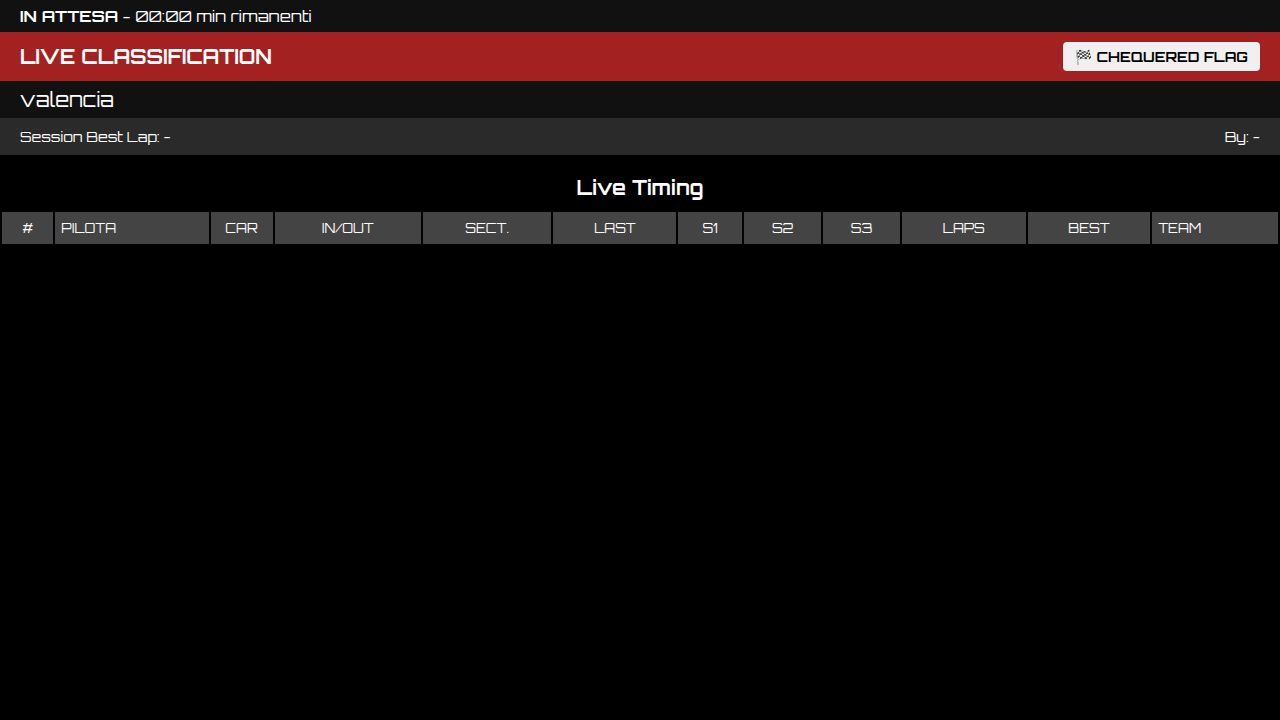 IN ATTESA - 00:00 min rimanenti
LIVE CLASSIFICATION
🏁 CHEQUERED FLAG
valencia
Session Best Lap: -
By: -
Live Timing
# PILOTA CAR IN/OUT SECT. LAST S1 S2 S3 LAPS BEST TEAM